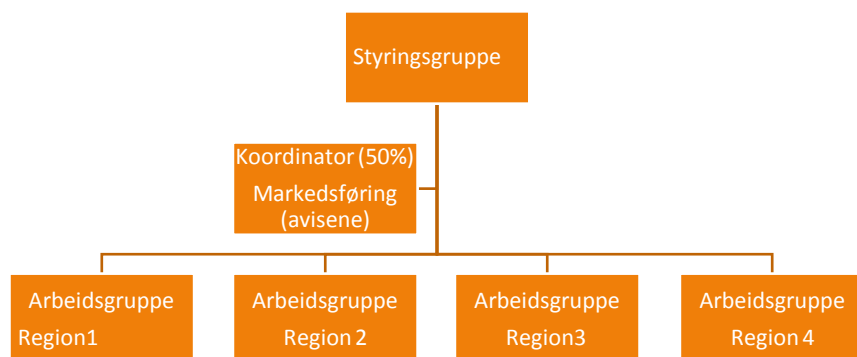 Styringsgruppe
Koordinator (50%)
Markedsføring
(avisene)
Arbeidsgruppe
Region1
Arbeidsgruppe
Region 2
Arbeidsgruppe
Region3
Arbeidsgruppe
Region 4